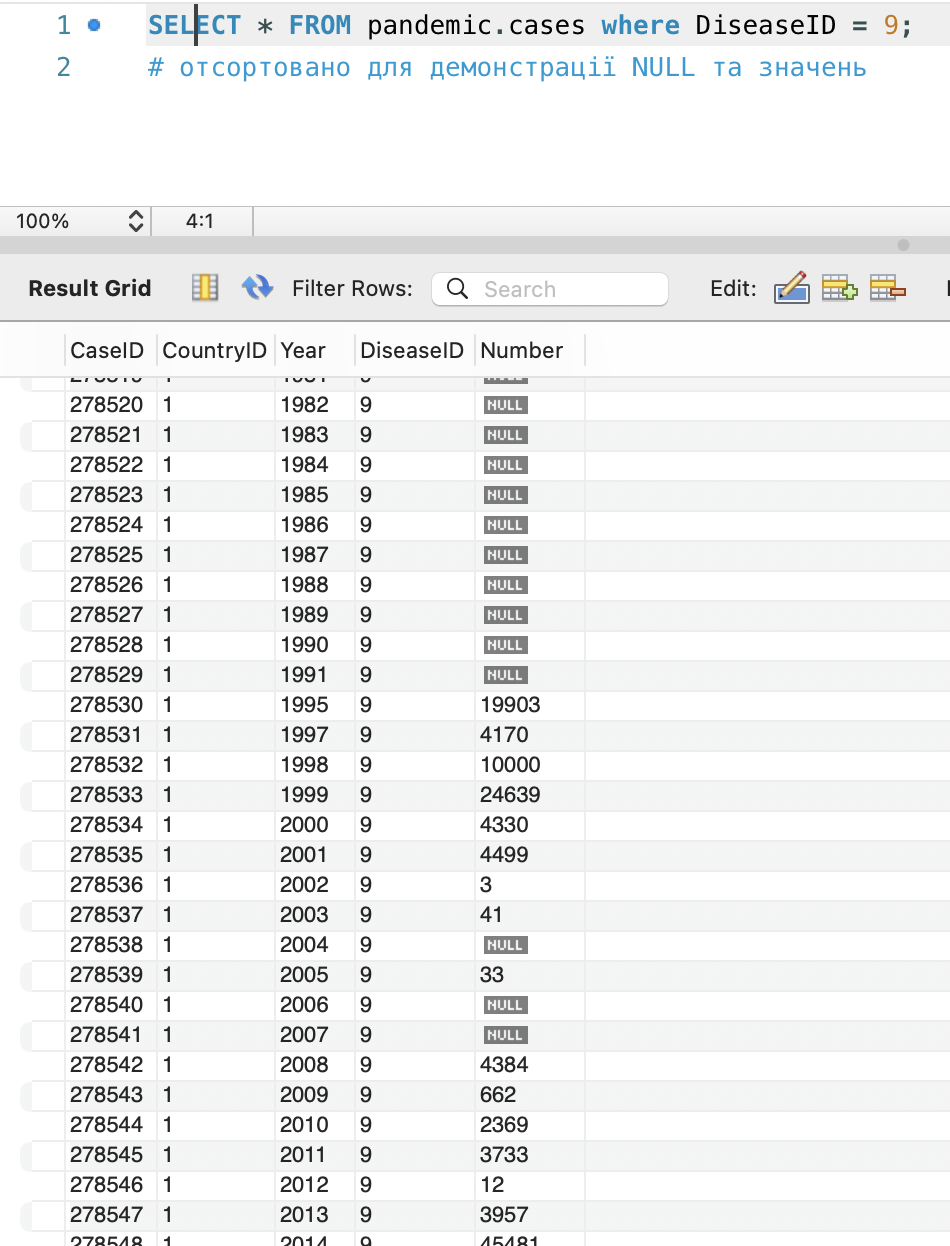 1 SELECT * FROM pandemic.cases where DiseaseID = 9;
2 # отсортовано для демонстрації NULL та значень
100% 4:1
Result Grid Filter Rows: Search Edit:
CaseID CountryID Year DiseaseID Number
278520 1 1982 9 NULL
278521 1 1983 9 NULL
278522 1 1984 9 NULL
278523 1 1985 9 NULL
278524 1 1986 9 NULL
278525 1 1987 9 NULL
278526 1 1988 9 NULL
278527 1 1989 9 NULL
278528 1 1990 9 NULL
278529 1 1991 9 NULL
278530 1 1995 9 19903
278531 1 1997 9 4170
278532 1 1998 9 10000
278533 1 1999 9 24639
278534 1 2000 9 4330
278535 1 2001 9 4499
278536 1 2002 9 3
278537 1 2003 9 41
278538 1 2004 9 NULL
278539 1 2005 9 33
278540 1 2006 9 NULL
278541 1 2007 9 NULL
278542 1 2008 9 4384
278543 1 2009 9 662
278544 1 2010 9 2369
278545 1 2011 9 3733
278546 1 2012 9 12
278547 1 2013 9 3957
278548 1 2014 9 45481